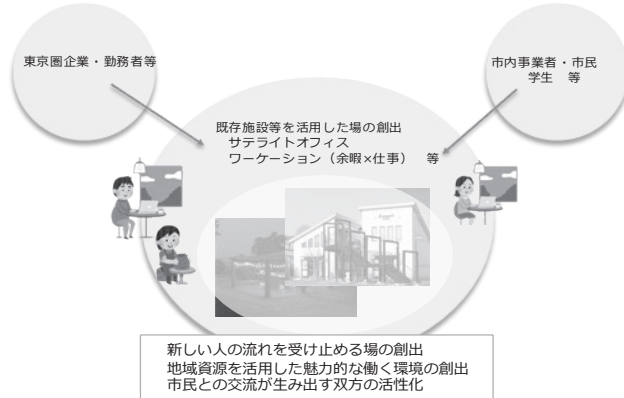 東京圏企業・勤務者等
市内事業者・市民
学生　等
既存施設等を活用した場の創出
サテライトオフィス
ワーケーション（余暇×仕事）　等
新しい人の流れを受け止める場の創出
地域資源を活用した魅力的な働く環境の創出
市民との交流が生み出す双方の活性化